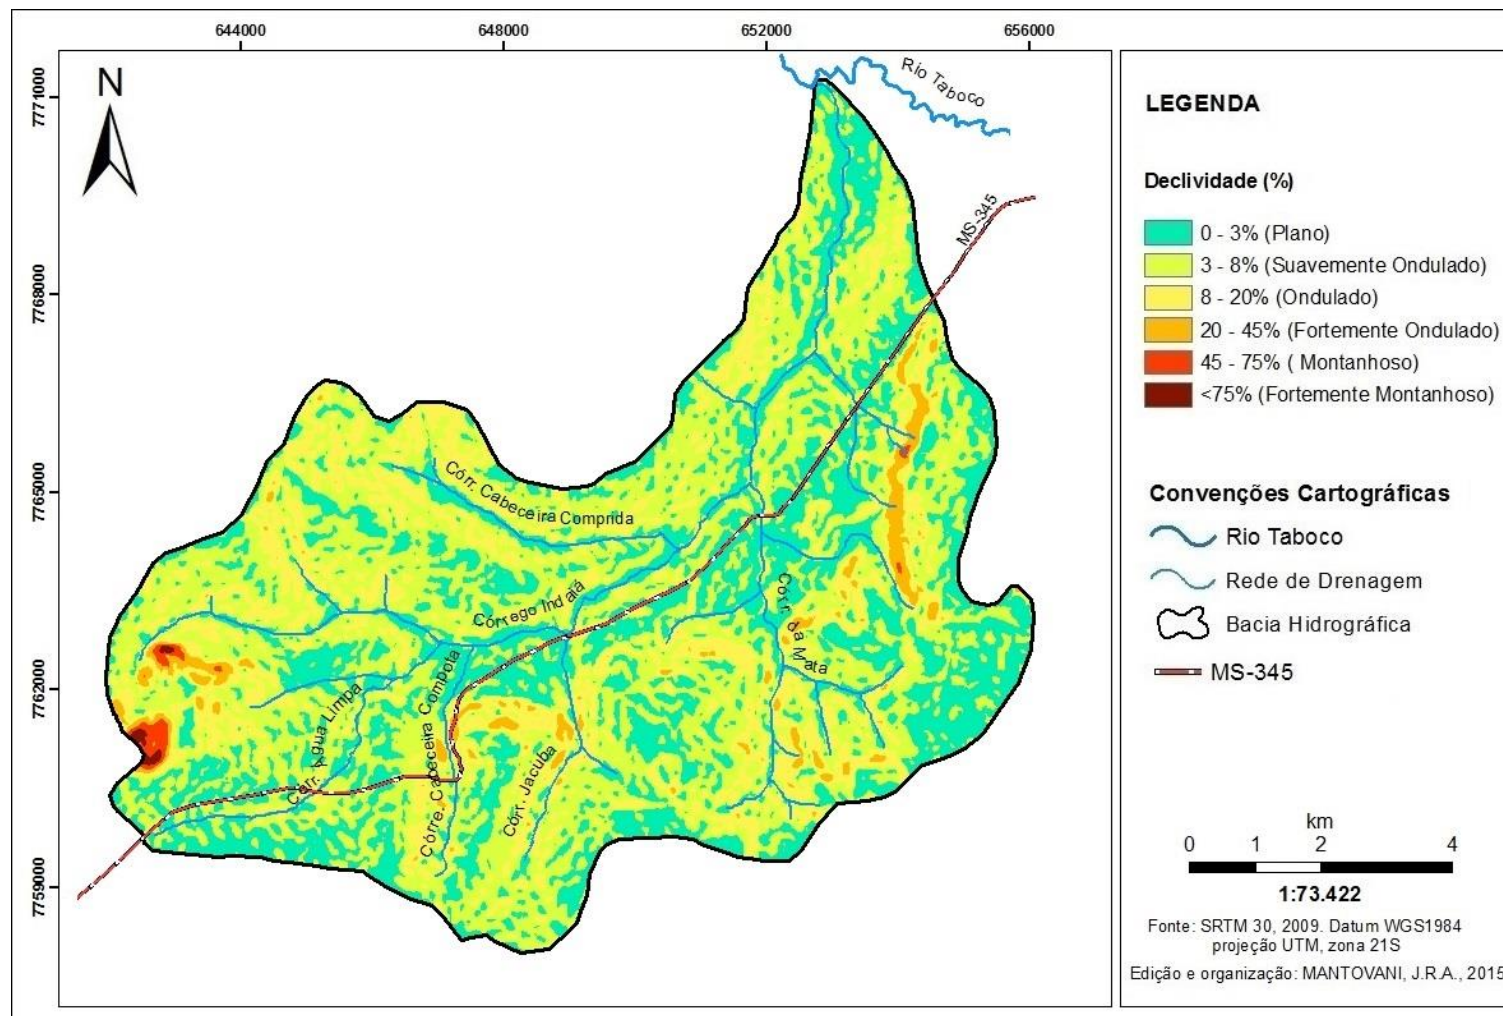 644000
648000
652000
656000
7771000
7768000
7765000
7762000
7759000
N
Rio Taboco
MS-345
Córr. Cabeceira Comprida
Córrego Indaiá
Córr. da Mata
Córr. Água Limpa
Córre. Cabeceira Compota
Córr. Jacuba
LEGENDA
Declividade (%)
0 - 3% (Plano)
3 - 8% (Suavemente Ondulado)
8 - 20% (Ondulado)
20 - 45% (Fortemente Ondulado)
45 - 75% ( Montanhoso)
<75% (Fortemente Montanhoso)
Convenções Cartográficas
Rio Taboco
Rede de Drenagem
Bacia Hidrográfica
MS-345
km
0 1 2 4
1:73.422
Fonte: SRTM 30, 2009. Datum WGS1984
projeção UTM, zona 21S
Edição e organização: MANTOVANI, J.R.A., 2015